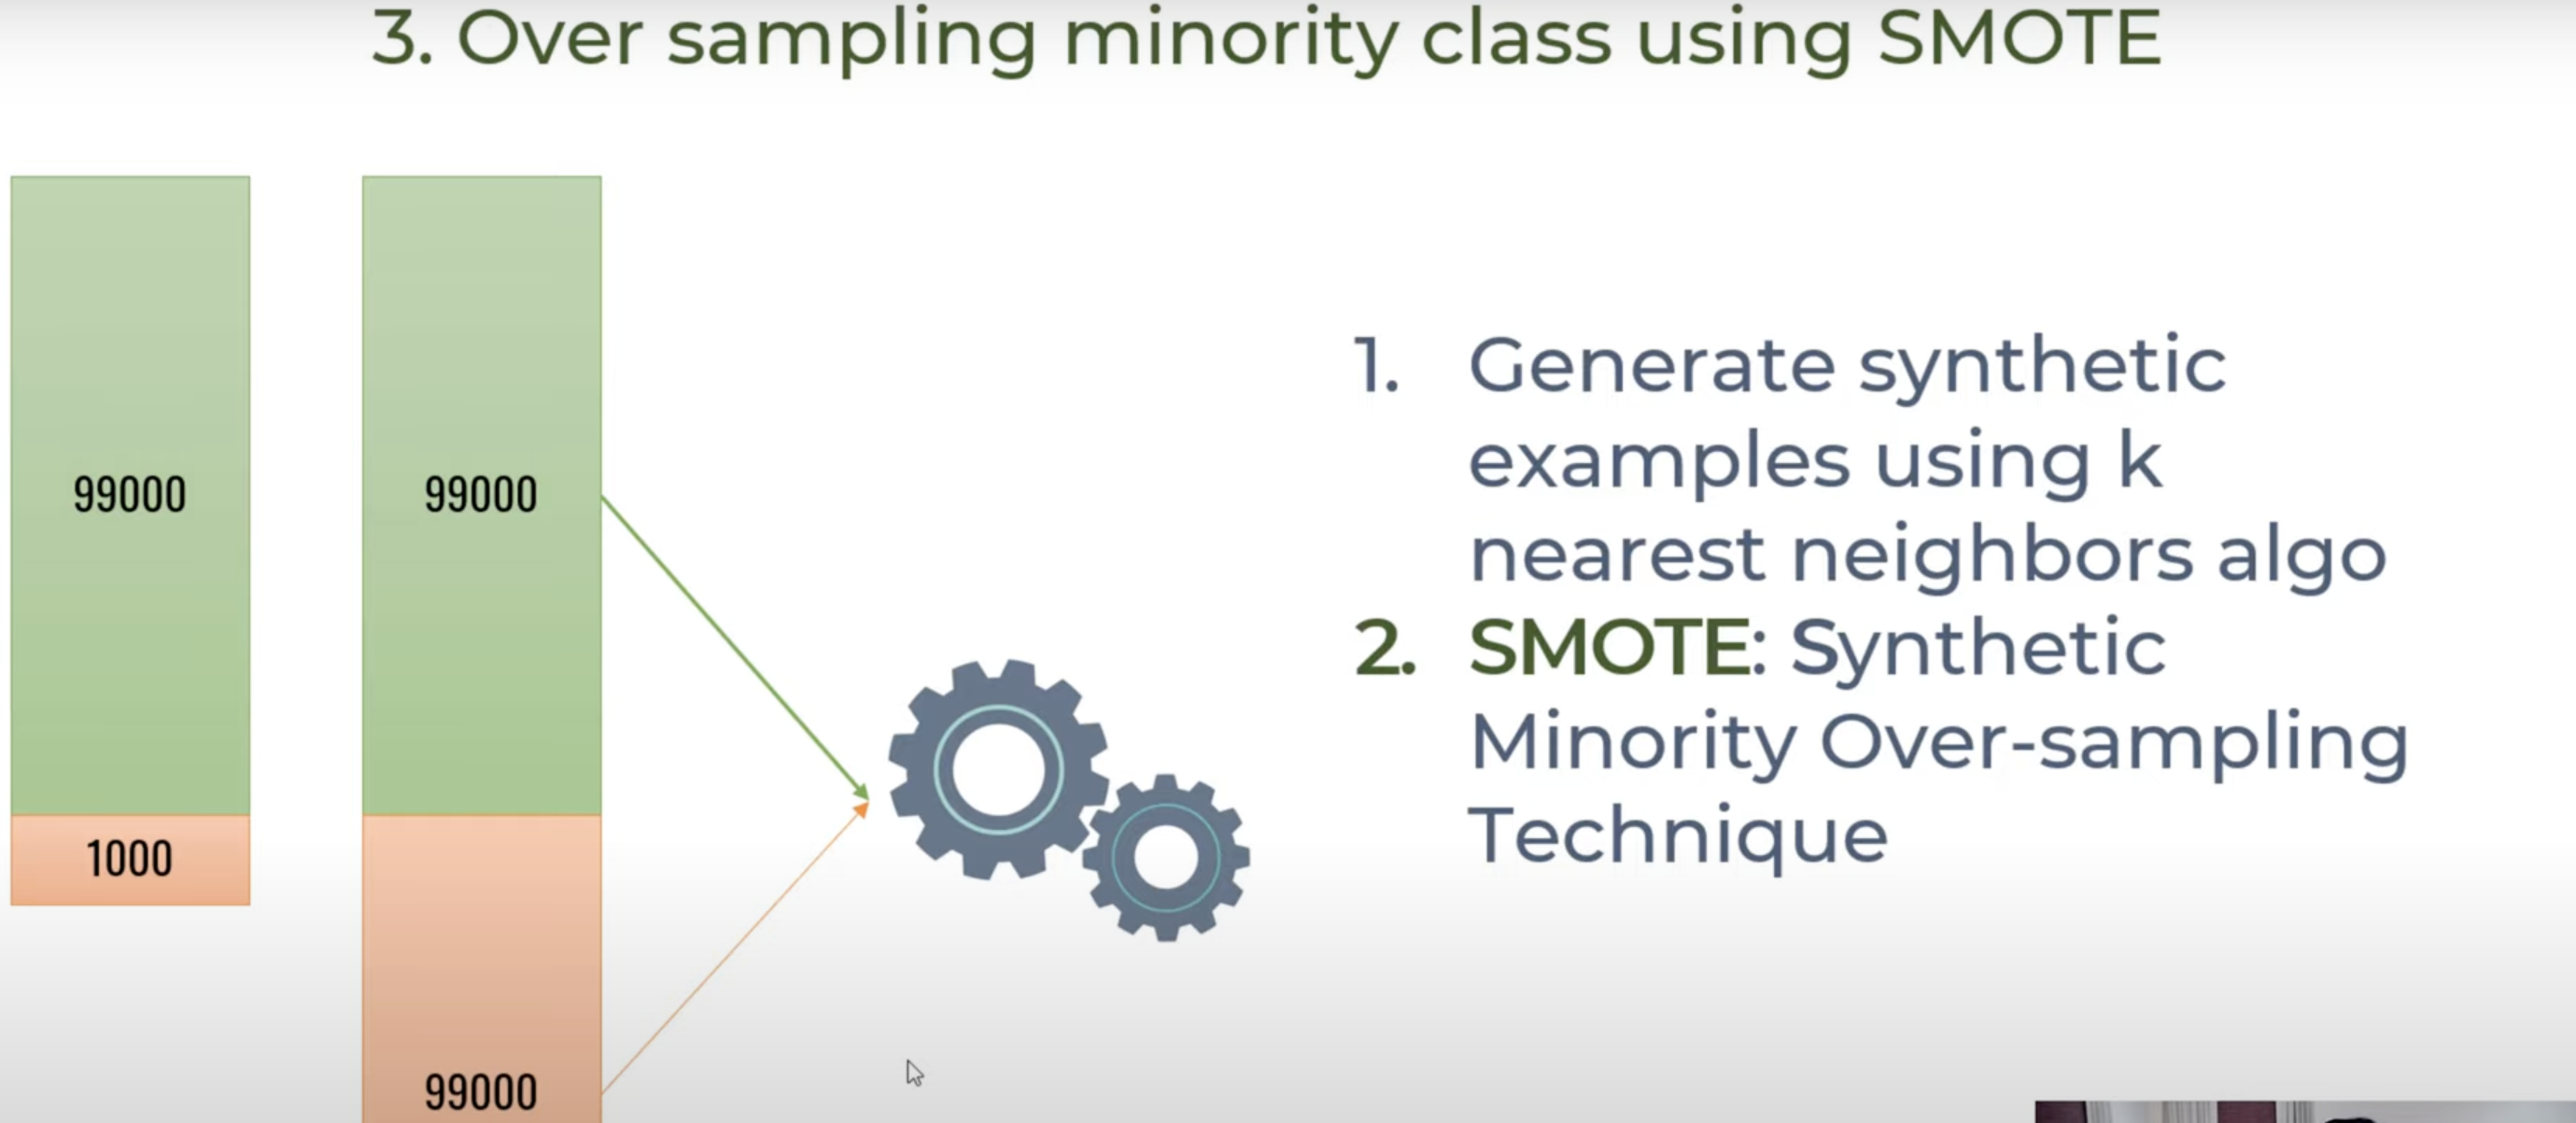 3. Over sampling minority class using SMOTE
99000
1000
99000
99000
1. Generate synthetic
examples using k
nearest neighbors algo
2. SMOTE: Synthetic
Minority Over-sampling
Technique